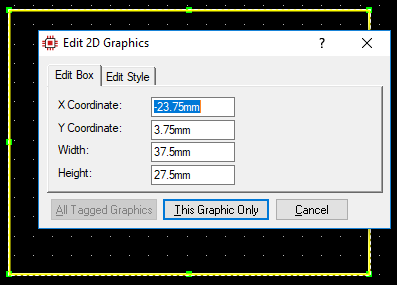 Edit 2D Graphics ?
Edit Box Edit Style
X Coordinate: -23.75mm
Y Coordinate: 3.75mm
Width: 37.5mm
Height: 27.5mm
All Tagged Graphics This Graphic Only Cancel